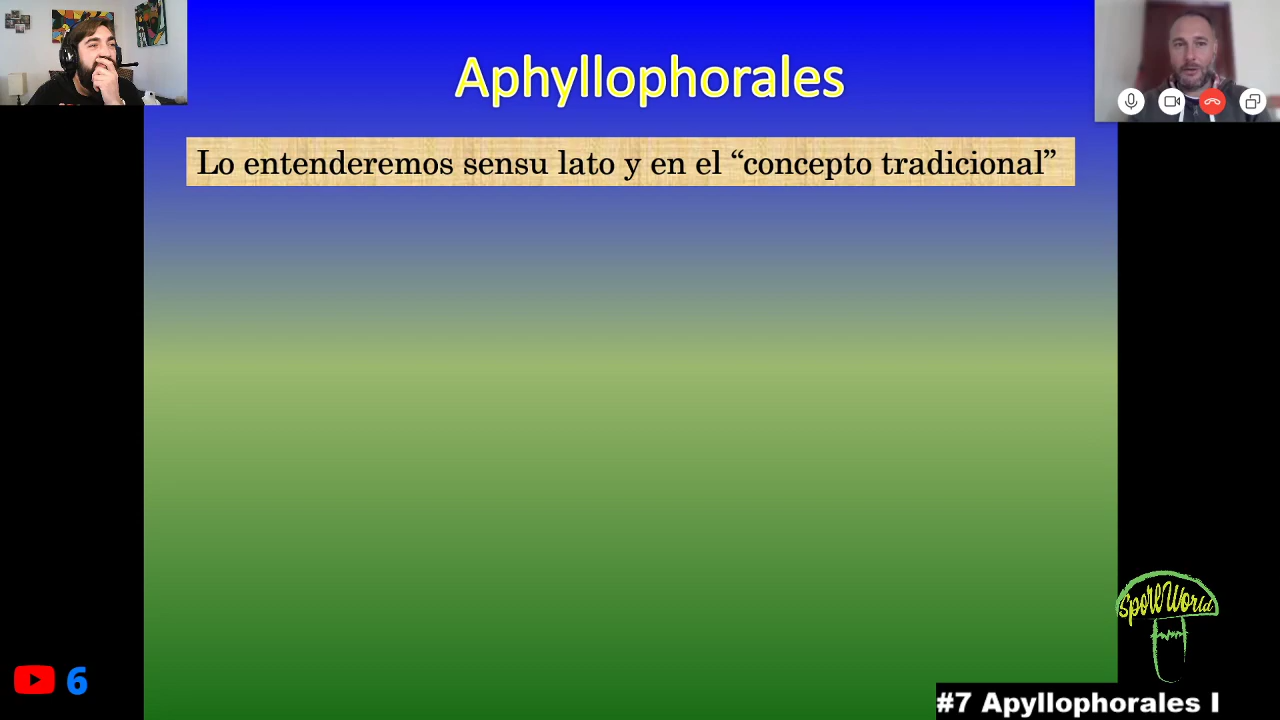 Aphyllophorales
Lo entenderemos sensu lato y en el “concepto tradicional”
SporeWorld
6
#7 Apyllophorales I